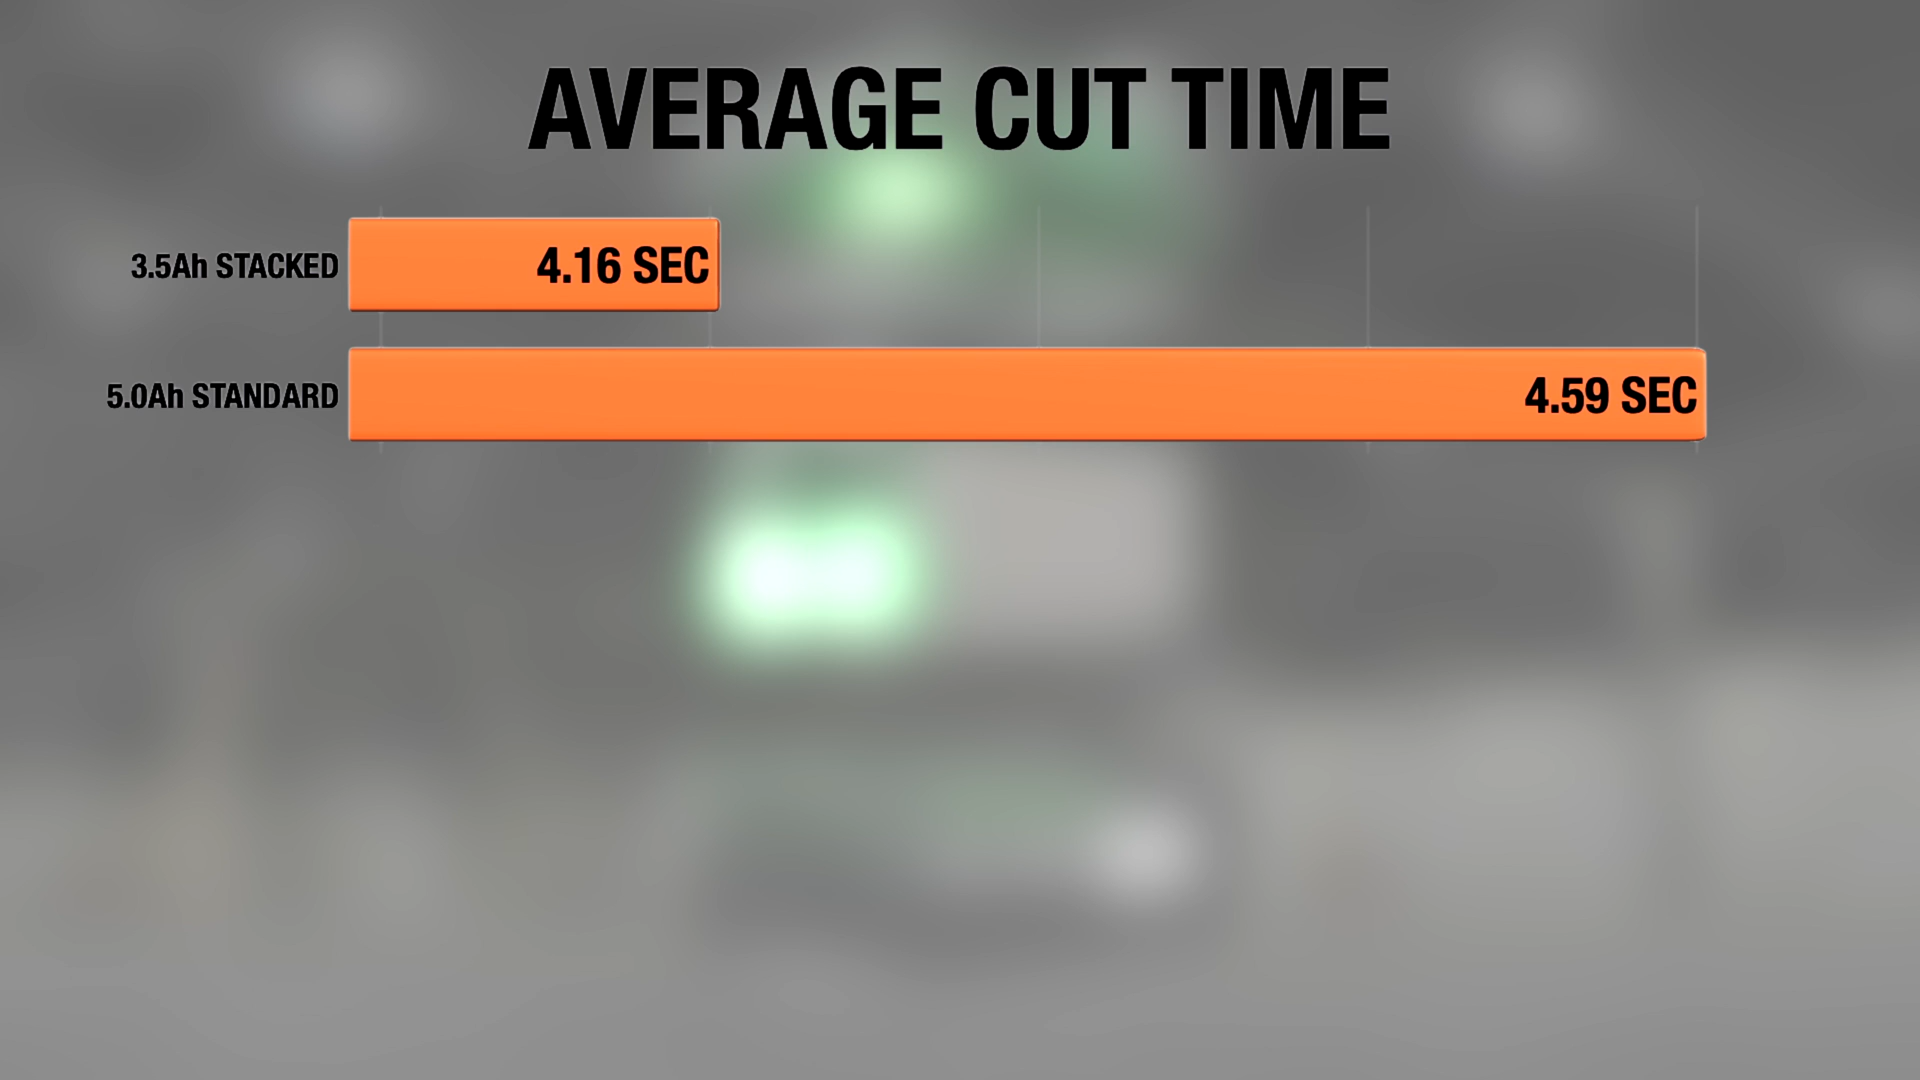 AVERAGE CUT TIME
3.5Ah STACKED 4.16 SEC
5.0Ah STANDARD 4.59 SEC